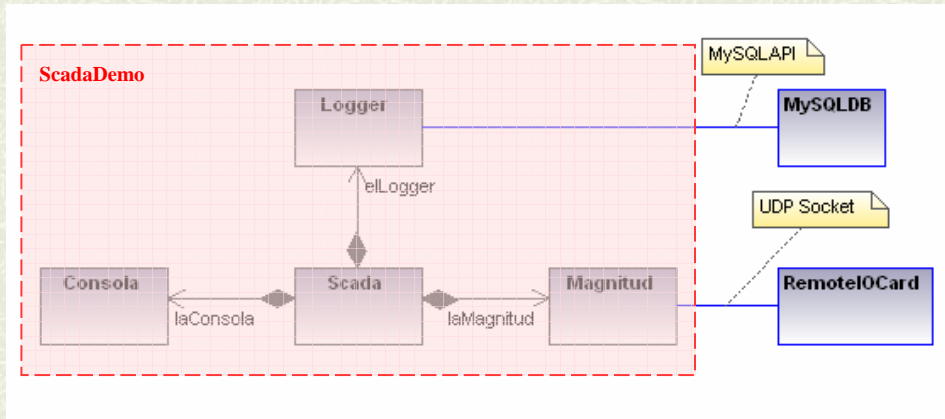 MySQLAPI
ScadaDemo
Logger
MySQLDB
elLogger
UDP Socket
Consola
Scada
Magnitud
RemoteIOCard
laConsola
laMagnitud